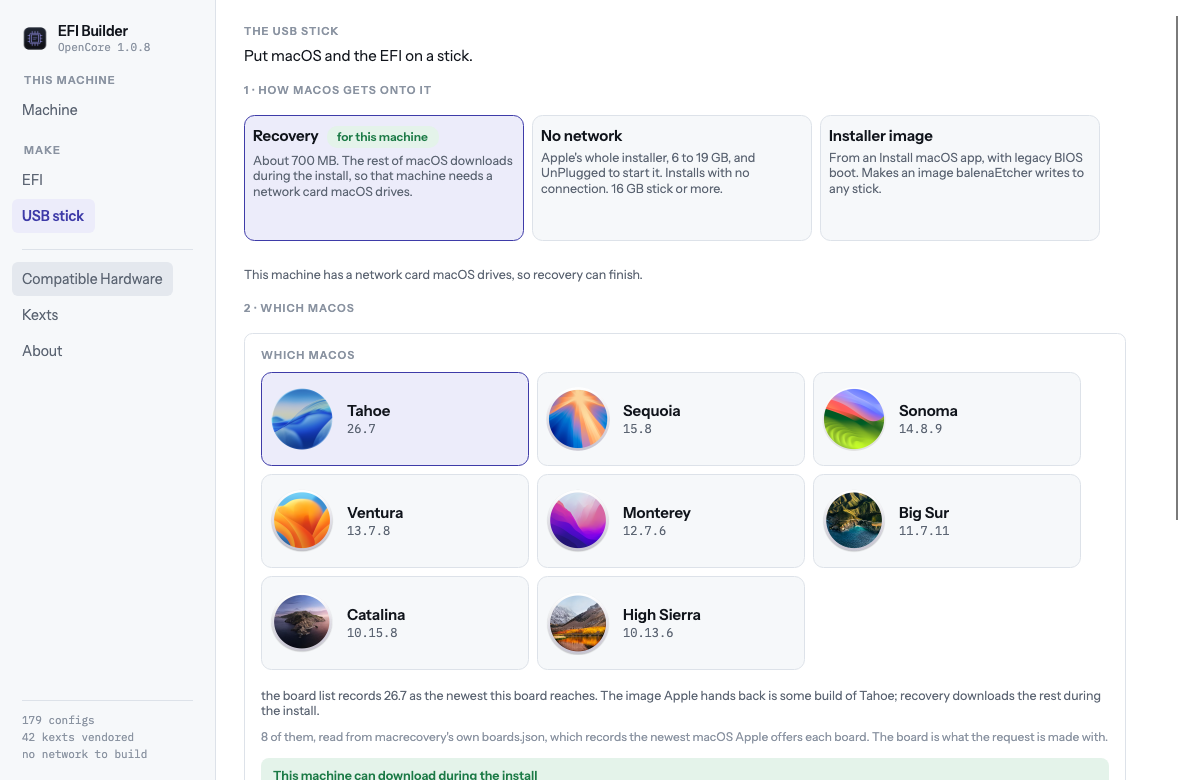 EFI Builder
OpenCore 1.0.8
THIS MACHINE
Machine
MAKE
EFI
USB stick
Compatible Hardware
Kexts
About
179 configs
42 kexts vendored
no network to build
THE USB STICK
Put macOS and the EFI on a stick.
1 · HOW MACOS GETS ONTO IT
Recovery for this machine
About 700 MB. The rest of macOS downloads
during the install, so that machine needs a
network card macOS drives.
No network
Apple's whole installer, 6 to 19 GB, and
UnPlugged to start it. Installs with no
connection. 16 GB stick or more.
Installer image
From an Install macOS app, with legacy BIOS
boot. Makes an image balenaEtcher writes to
any stick.
This machine has a network card macOS drives, so recovery can finish.
2 · WHICH MACOS
WHICH MACOS
Tahoe
26.7
Sequoia
15.8
Sonoma
14.8.9
Ventura
13.7.8
Monterey
12.7.6
Big Sur
11.7.11
Catalina
10.15.8
High Sierra
10.13.6
the board list records 26.7 as the newest this board reaches. The image Apple hands back is some build of Tahoe; recovery downloads the rest during
the install.
8 of them, read from macrecovery's own boards.json, which records the newest macOS Apple offers each board. The board is what the request is made with.
This machine can download during the install